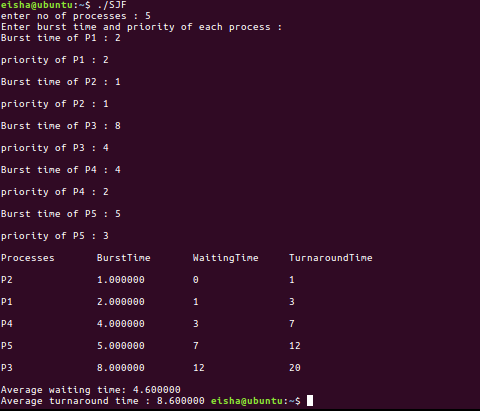 eisha@ubuntu:~$ ./SJF
enter no of processes : 5
Enter burst time and priority of each process :
Burst time of P1 : 2
priority of P1 : 2
Burst time of P2 : 1
priority of P2 : 1
Burst time of P3 : 8
priority of P3 : 4
Burst time of P4 : 4
priority of P4 : 2
Burst time of P5 : 5
priority of P5 : 3
Processes BurstTime WaitingTime TurnaroundTime
P2 1.000000 0 1
P1 2.000000 1 3
P4 4.000000 3 7
P5 5.000000 7 12
P3 8.000000 12 20
Average waiting time: 4.600000
Average turnaround time : 8.600000 eisha@ubuntu:~$